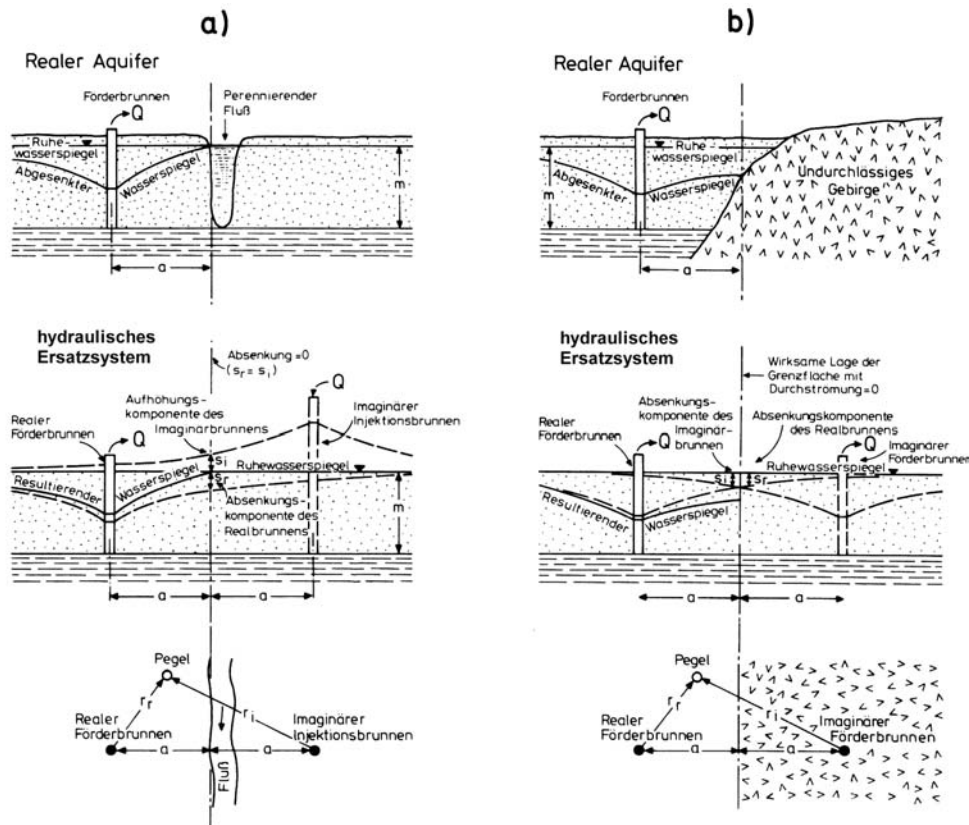 a)
Realer Aquifer
Förderbrunnen
Q
Perennierender
Fluß
Ruhe-
wasserspiegel
Abgesenkter
Wasserspiegel
m
a
hydraulisches
Ersatzsystem
Absenkung=0
(sr= si)
Q
Aufhöhungs-
komponente des
Imaginärbrunnens
Imaginärer
Injektionsbrunnen
Realer
Förderbrunnen
Q
si
Ruhewasserspiegel
sr
Resultierender
Wasserspiegel
Absenkungs-
komponente des
Realbrunnens
m
a
a
Pegel
rr
ri
Realer
Förderbrunnen
Imaginärer
Injektionsbrunnen
a
a
Fluß
b)
Realer Aquifer
Förderbrunnen
Q
Ruhe-
wasserspiegel
Abgesenkter
Wasserspiegel
m
Undurchlässiges
Gebirge
a
hydraulisches
Ersatzsystem
Wirksame Lage der
Grenzfläche mit
Durchströmung=0
Absenkungs-
komponente des
Imaginär-
brunnen
Absenkungskomponente
des Realbrunnens
Realer
Förderbrunnen
Q
Q
Imaginärer
Förderbrunnen
Ruhewasserspiegel
si
sr
Resultierender
Wasserspiegel
a
a
Pegel
rr
ri
Realer
Förderbrunnen
Imaginärer
Förderbrunnen
a
a